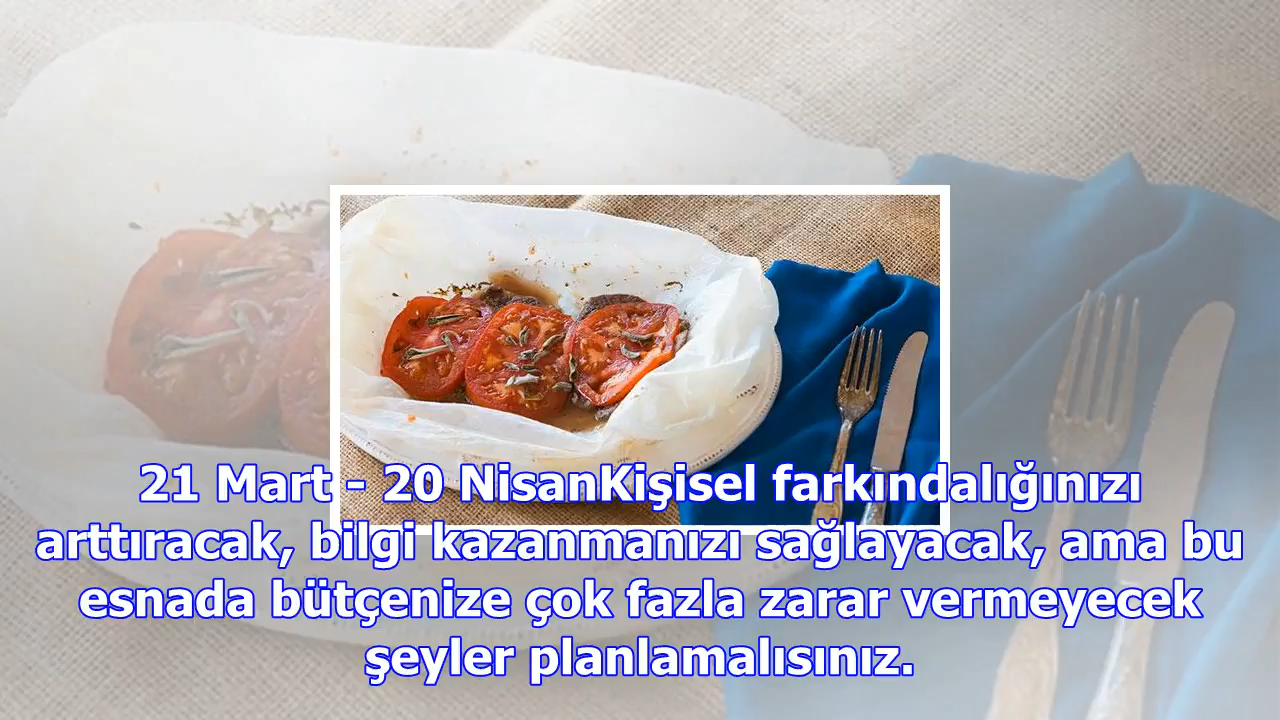 21 Mart - 20 NisanKişisel farkındalığınızı
arttıracak, bilgi kazanmanızı sağlayacak, ama bu
esnada bütçenize çok fazla zarar vermeyecek
şeyler planlamalısınız.